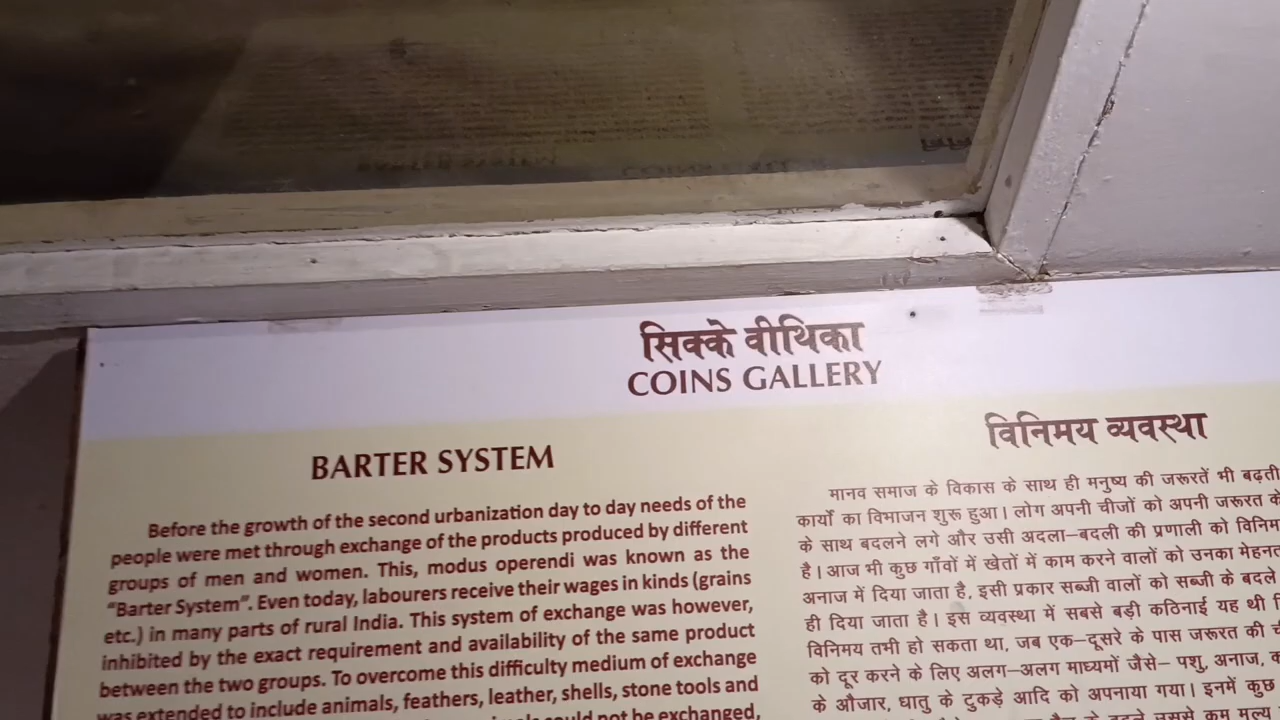 सिक्के वीथिका
COINS GALLERY
BARTER SYSTEM
Before the growth of the second urbanization day to day needs of the
people were met through exchange of the products produced by different
groups of men and women. This, modus operendi was known as the
“Barter System”. Even today, labourers receive their wages in kinds (grains
etc.) in many parts of rural India. This system of exchange was however,
inhibited by the exact requirement and availability of the same product
between the two groups. To overcome this difficulty medium of exchange
was extended to include animals, feathers, leather, shells, stone tools and
could not be exchanged,
विनिमय व्यवस्था
मानव समाज के विकास के साथ ही मनुष्य की जरूरतें भी बढ़ती
कार्यों का विभाजन शुरू हुआ। लोग अपनी चीजों को अपनी जरूरत
के साथ बदलने लगे और उसी अदला–बदली की प्रणाली को
है। आज भी कुछ गाँवों में खेतों में काम करने वालों को उनका
अनाज में दिया जाता है, इसी प्रकार सब्जी वालों को सब्जी के बदले
ही दिया जाता है। इस व्यवस्था में सबसे बड़ी कठिनाई यह थी
विनिमय तभी हो सकता था, जब एक–दूसरे के पास जरूरत की
को दूर करने के लिए अलग–अलग माध्यमों जैसे– पशु, अनाज,
के औजार, धातु के टुकड़े आदि को अपनाया गया। इनमें कुछ